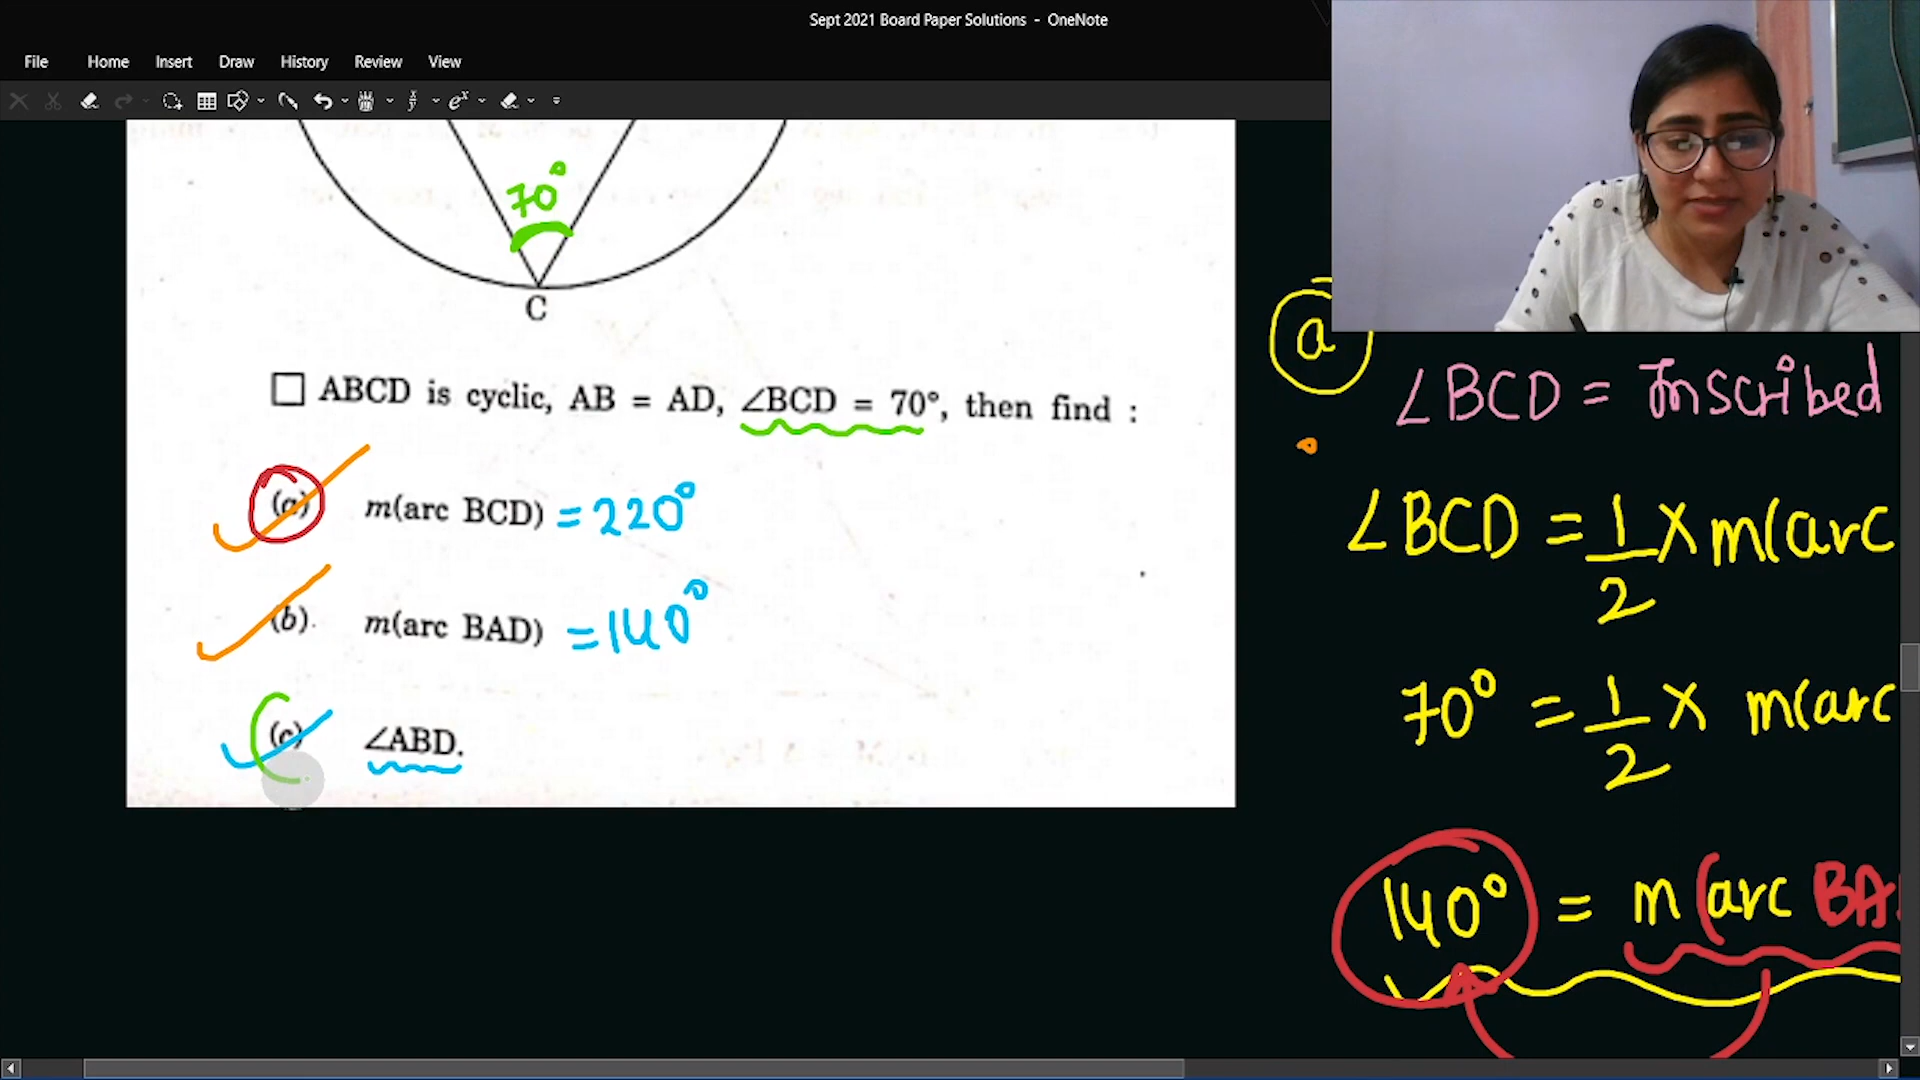 Sept 2021 Board Paper Solutions - OneNote
File Home Insert Draw History Review View
70°
C
ABCD is cyclic, AB = AD, ∠BCD = 70°, then find :
(a) m(arc BCD) = 220°
(b). m(arc BAD) = 140°
(c) ∠ABD.
a
∠BCD = Inscribed
∠BCD = 1/2 × m(arc
70° = 1/2 × m(arc
140° = m(arc